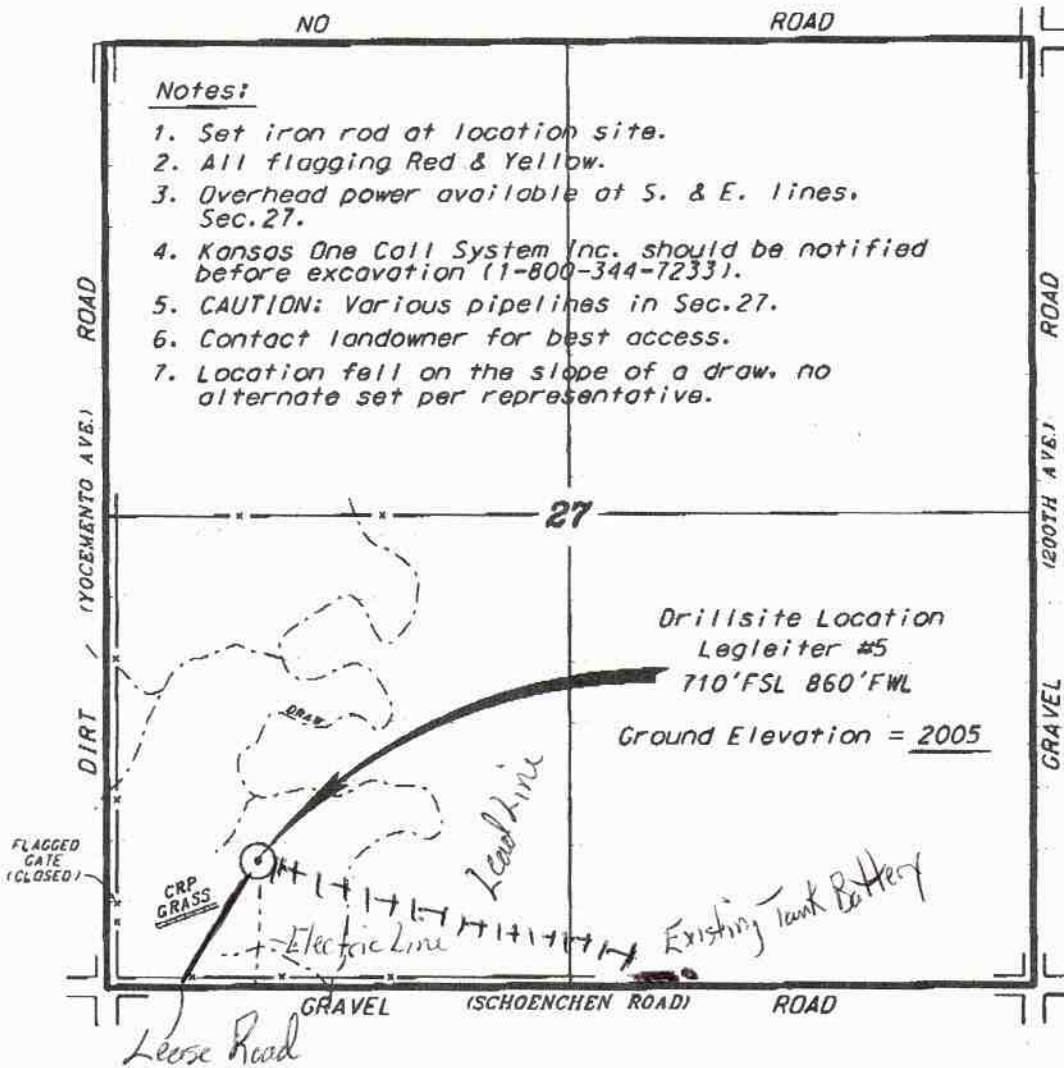 NO ROAD
Notes:
1. Set iron rod at location site.
2. All flagging Red & Yellow.
3. Overhead power available at S. & E. lines,
Sec.27.
4. Kansas One Call System Inc. should be notified
before excavation (1-800-344-7233).
5. CAUTION: Various pipelines in Sec.27.
6. Contact landowner for best access.
7. Location fell on the slope of a draw, no
alternate set per representative.
DIRT (YOCEMENTO AVE.) ROAD
GRAVEL 1200TH AVE.) ROAD
27
Drillsite Location
Legleiter #5
710'FSL 860'FWL
Ground Elevation = 2005
DRAW
Lead Line
FLAGGED
GATE
(CLOSED)
CRP
GRASS
Electric Line
Existing Tank Battery
GRAVEL (SCHOENCHEN ROAD) ROAD
Lease Road